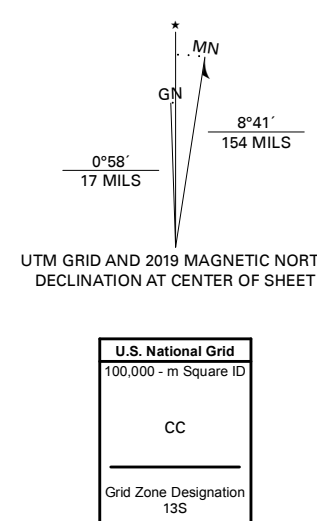 ★
MN
GN
8°41´
154 MILS
0°58´
17 MILS
UTM GRID AND 2019 MAGNETIC NORT
DECLINATION AT CENTER OF SHEET
U.S. National Grid
100,000 - m Square ID
CC
Grid Zone Designation
13S